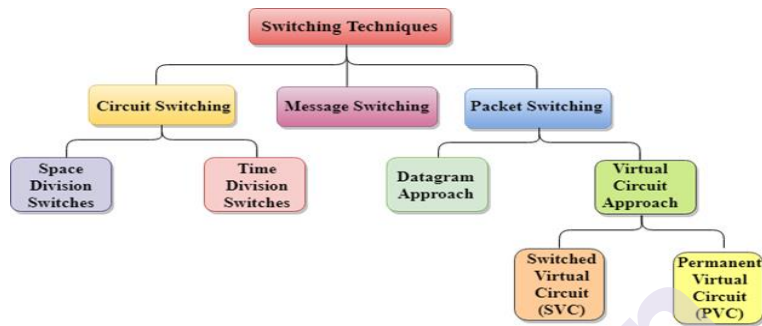 Switching Techniques
Circuit Switching
Message Switching
Packet Switching
Space
Division
Switches
Time
Division
Switches
Datagram
Approach
Virtual
Circuit
Approach
Switched
Virtual
Circuit
(SVC)
Permanent
Virtual
Circuit
(PVC)